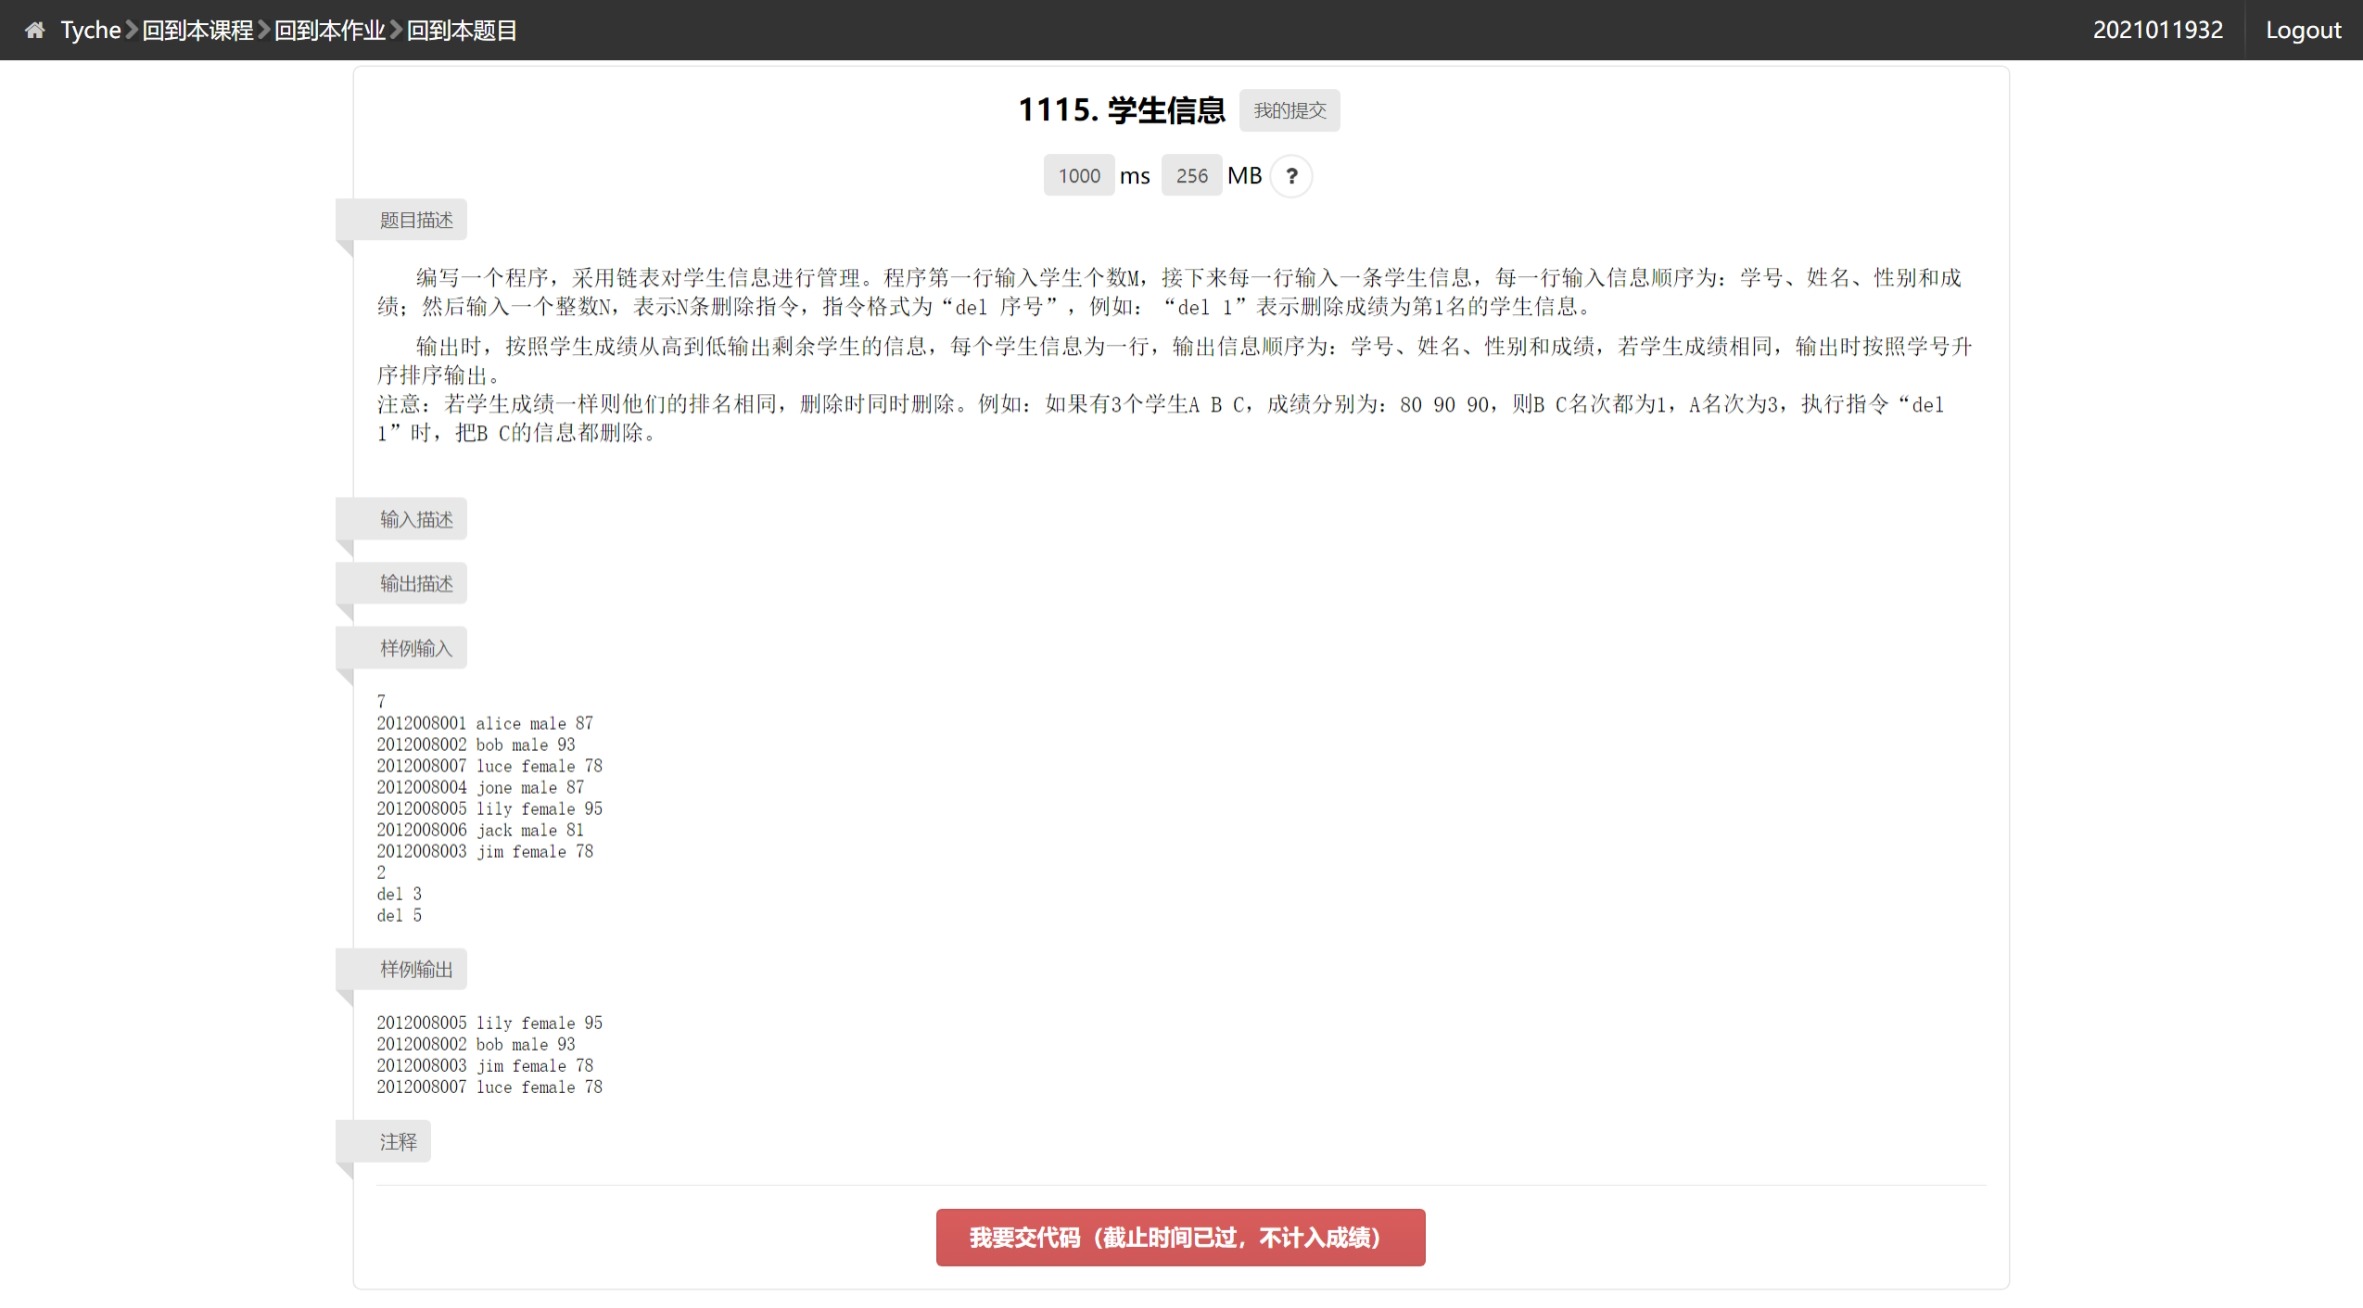 Tyche 回到本课程 回到本作业 回到本题目 2021011932 Logout
1115. 学生信息 我的提交
1000 ms 256 MB ?
题目描述
编写一个程序，采用链表对学生信息进行管理。程序第一行输入学生个数M，接下来每一行输入一条学生信息，每一行输入信息顺序为：学号、姓名、性别和成
绩；然后输入一个整数N，表示N条删除指令，指令格式为“del 序号”，例如：“del 1”表示删除成绩为第1名的学生信息。
输出时，按照学生成绩从高到低输出剩余学生的信息，每个学生信息为一行，输出信息顺序为：学号、姓名、性别和成绩，若学生成绩相同，输出时按照学号升
序排序输出。
注意：若学生成绩一样则他们的排名相同，删除时同时删除。例如：如果有3个学生A B C，成绩分别为：80 90 90，则B C名次都为1，A名次为3，执行指令“del
1”时，把B C的信息都删除。
输入描述
输出描述
样例输入
7
2012008001 alice male 87
2012008002 bob male 93
2012008007 luce female 78
2012008004 jone male 87
2012008005 lily female 95
2012008006 jack male 81
2012008003 jim female 78
2
del 3
del 5
样例输出
2012008005 lily female 95
2012008002 bob male 93
2012008003 jim female 78
2012008007 luce female 78
注释
我要交代码（截止时间已过，不计入成绩）